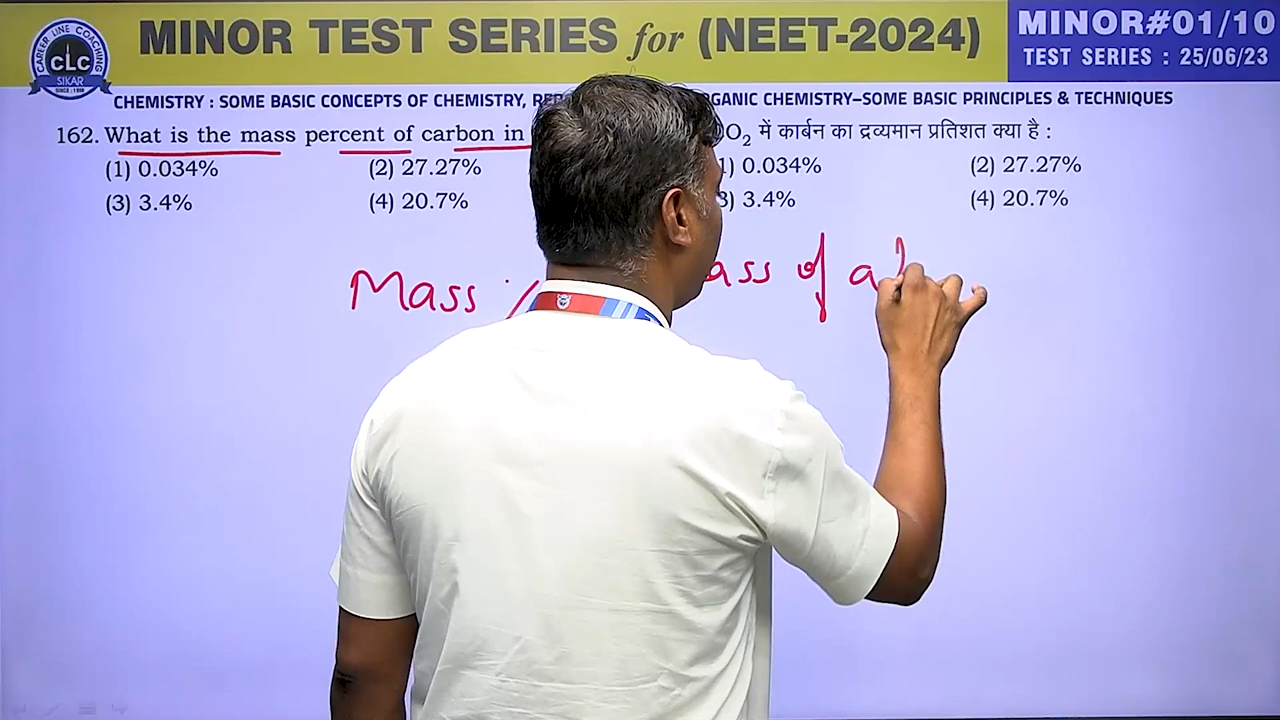 MINOR TEST SERIES for (NEET-2024)
MINOR#01/10
TEST SERIES : 25/06/23
CAREER LINE COACHING
CLC
SIKAR
SINCE : 1996
CHEMISTRY : SOME BASIC CONCEPTS OF CHEMISTRY, ORGANIC CHEMISTRY–SOME BASIC PRINCIPLES & TECHNIQUES
162. What is the mass percent of carbon in
(1) 0.034% (2) 27.27%
(3) 3.4% (4) 20.7%
में कार्बन का द्रव्यमान प्रतिशत क्या है :
1) 0.034% (2) 27.27%
3) 3.4% (4) 20.7%
Mass % ass of